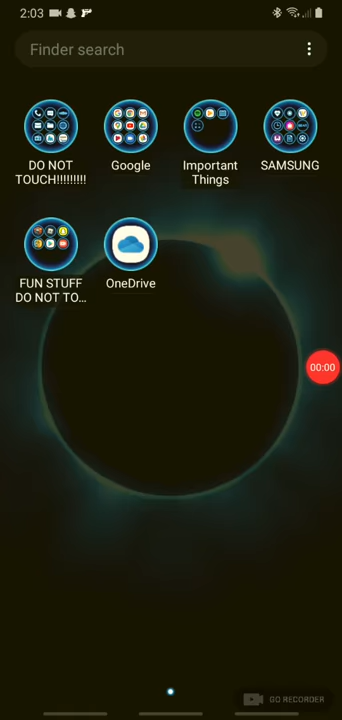 2:03
Finder search
DO NOT
TOUCH!!!!!!!!!
Google
Important
Things
SAMSUNG
FUN STUFF
DO NOT TO...
OneDrive
00:00
GO RECORDER